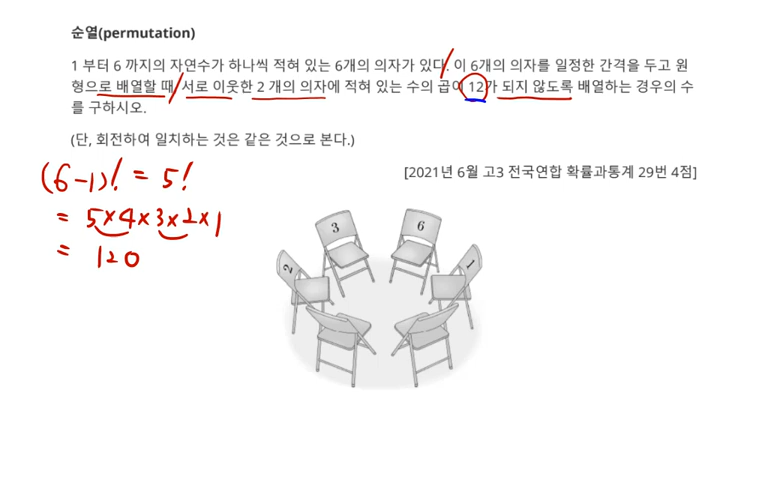 순열(permutation)
1 부터 6 까지의 자연수가 하나씩 적혀 있는 6개의 의자가 있다. 이 6개의 의자를 일정한 간격을 두고 원
형으로 배열할 때, 서로 이웃한 2 개의 의자에 적혀 있는 수의 곱이 12가 되지 않도록 배열하는 경우의 수
를 구하시오.
(단, 회전하여 일치하는 것은 같은 것으로 본다.)
[2021년 6월 고3 전국연합 확률과통계 29번 4점]
(6-1)! = 5!
= 5×4×3×2×1
= 120
3 6
2 1